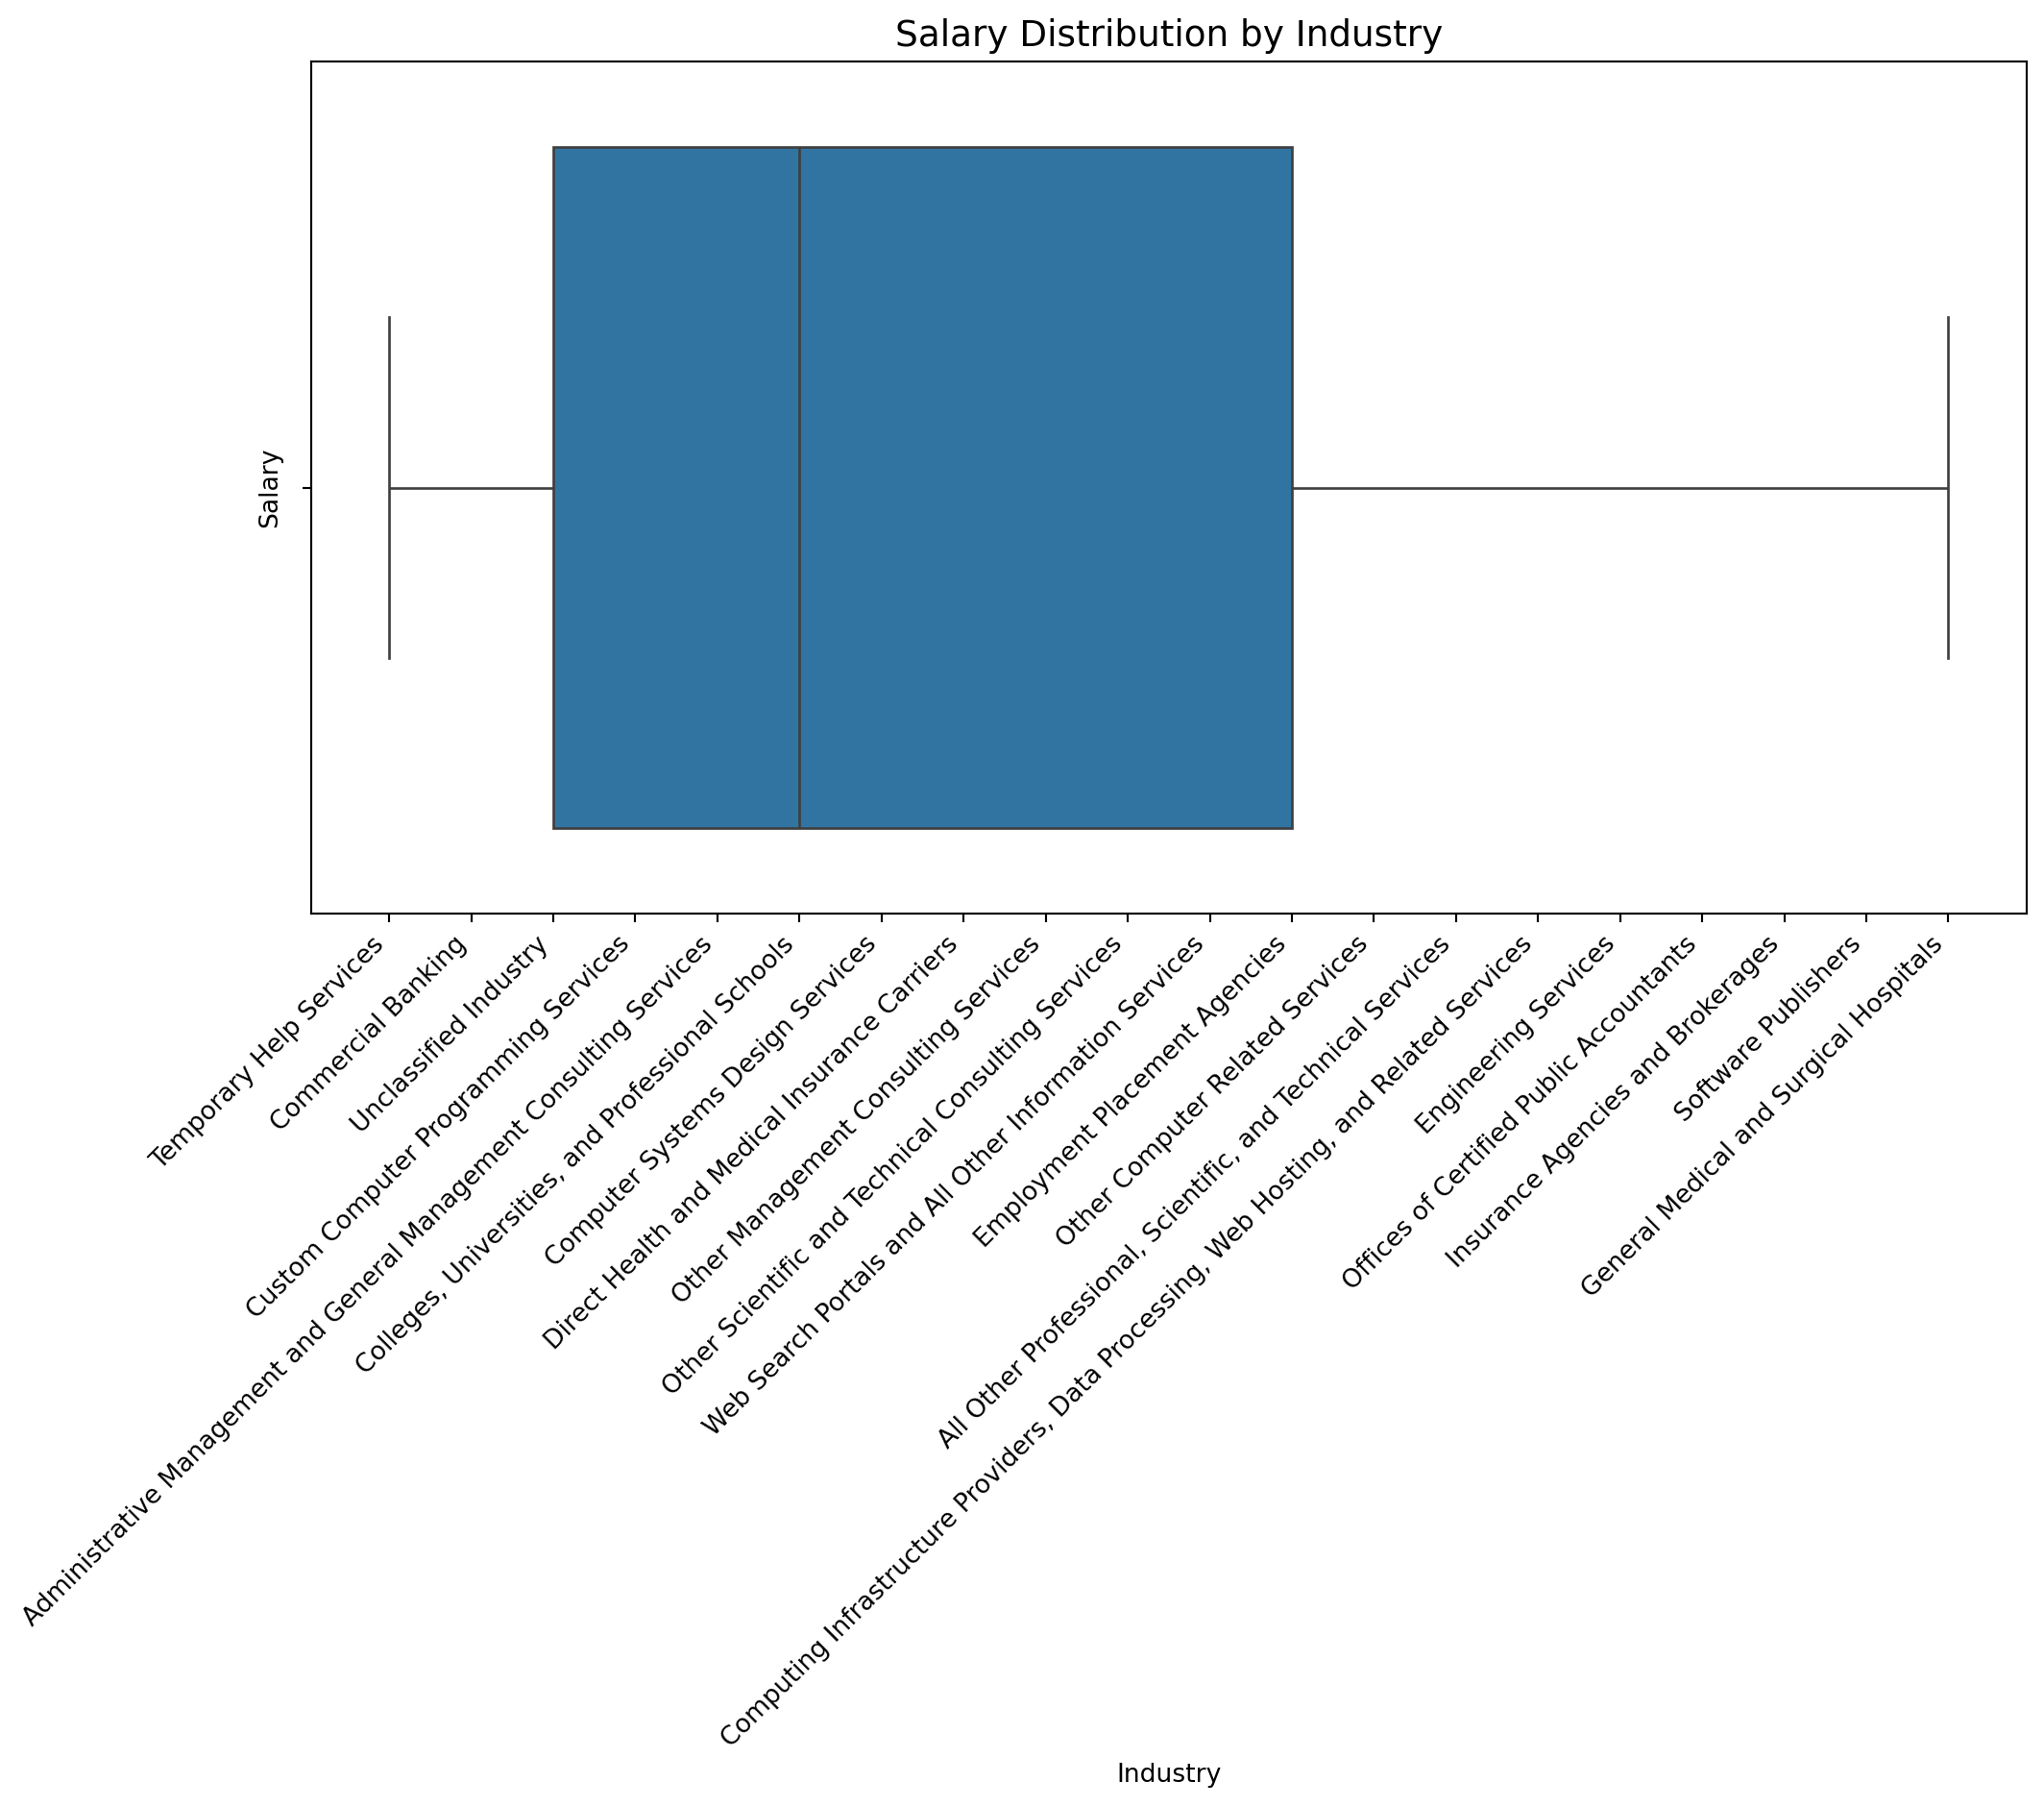 Salary Distribution by Industry
Salary
Temporary Help Services
Commercial Banking
Unclassified Industry
Custom Computer Programming Services
Administrative Management and General Management Consulting Services
Colleges, Universities, and Professional Schools
Computer Systems Design Services
Direct Health and Medical Insurance Carriers
Other Management Consulting Services
Other Scientific and Technical Consulting Services
Web Search Portals and All Other Information Services
Employment Placement Agencies
Other Computer Related Services
All Other Professional, Scientific, and Technical Services
Computing Infrastructure Providers, Data Processing, Web Hosting, and Related Services
Engineering Services
Offices of Certified Public Accountants
Insurance Agencies and Brokerages
Software Publishers
General Medical and Surgical Hospitals
Industry